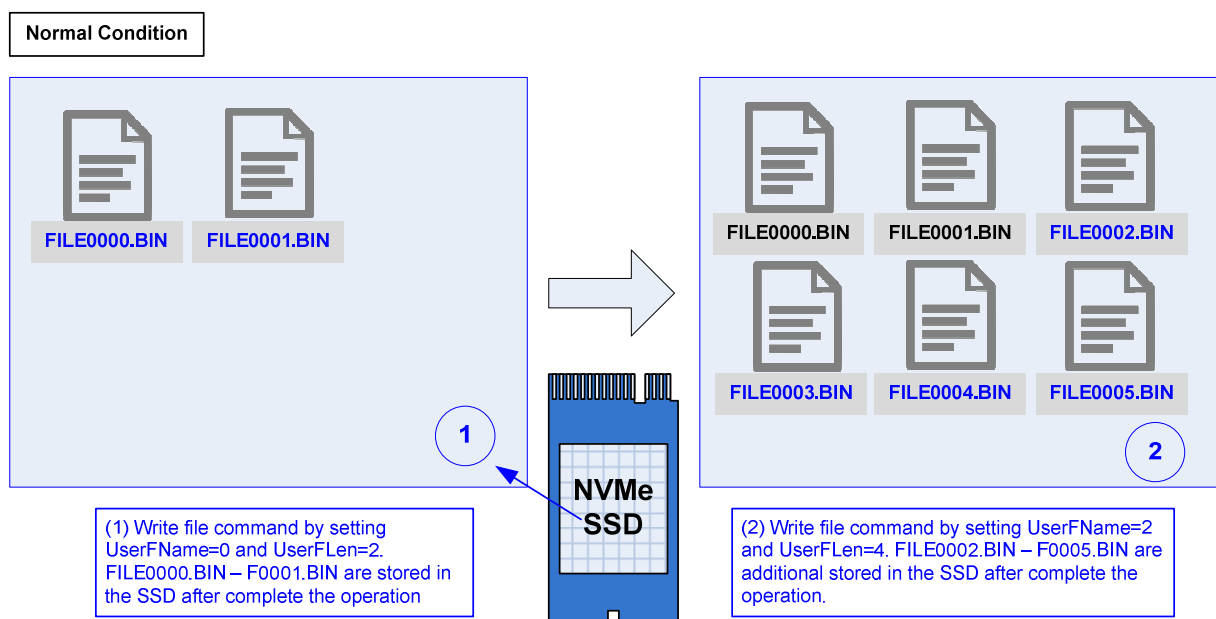 Normal Condition
FILE0000.BIN
FILE0001.BIN
1
(1) Write file command by setting
UserFName=0 and UserFLen=2.
FILE0000.BIN – F0001.BIN are stored in
the SSD after complete the operation
NVMe
SSD
FILE0000.BIN
FILE0001.BIN
FILE0002.BIN
FILE0003.BIN
FILE0004.BIN
FILE0005.BIN
2
(2) Write file command by setting UserFName=2
and UserFLen=4. FILE0002.BIN – F0005.BIN are
additional stored in the SSD after complete the
operation.